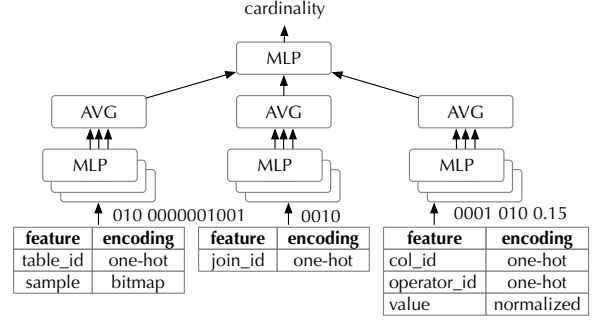 cardinality
MLP
AVG AVG AVG
MLP MLP MLP
010 0000001001 0010 0001 010 0.15
feature encoding feature encoding feature encoding
table_id one-hot join_id one-hot col_id one-hot
sample bitmap operator_id one-hot
value normalized